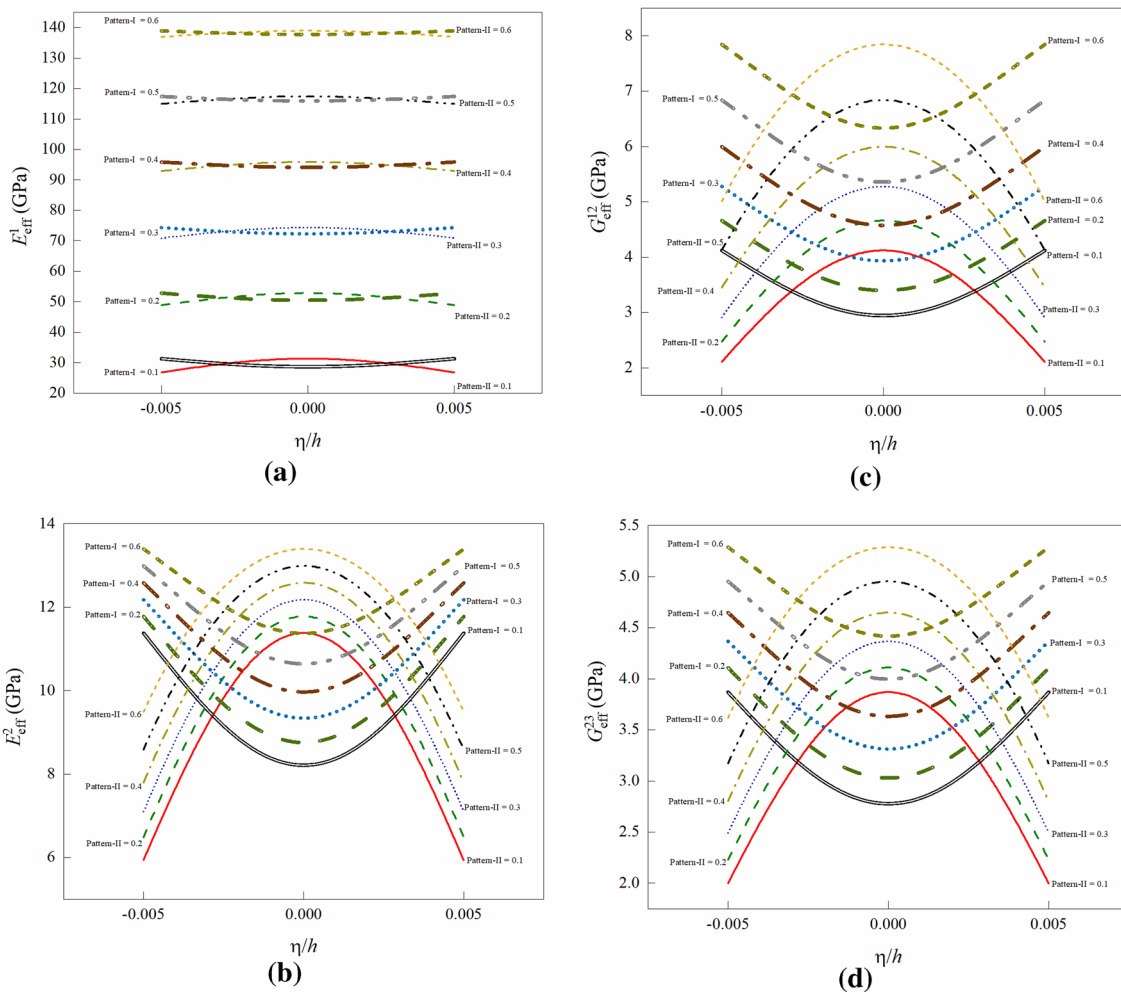 E¹eff (GPa)
140
130
120
110
100
90
80
70
60
50
40
30
20
Pattern-I = 0.6
Pattern-II = 0.6
Pattern-I = 0.5
Pattern-II = 0.5
Pattern-I = 0.4
Pattern-II = 0.4
Pattern-I = 0.3
Pattern-II = 0.3
Pattern-I = 0.2
Pattern-II = 0.2
Pattern-I = 0.1
Pattern-II = 0.1
-0.005 0.000 0.005
η/h
(a)
G¹²eff (GPa)
8
7
6
5
4
3
2
Pattern-I = 0.6
Pattern-I = 0.5
Pattern-I = 0.4
Pattern-I = 0.3
Pattern-II = 0.6
Pattern-I = 0.2
Pattern-II = 0.5
Pattern-I = 0.1
Pattern-II = 0.4
Pattern-II = 0.3
Pattern-II = 0.2
Pattern-II = 0.1
-0.005 0.000 0.005
η/h
(c)
E²eff (GPa)
14
12
10
8
6
Pattern-I = 0.6
Pattern-I = 0.5
Pattern-I = 0.4
Pattern-I = 0.3
Pattern-I = 0.2
Pattern-I = 0.1
Pattern-II = 0.6
Pattern-II = 0.5
Pattern-II = 0.4
Pattern-II = 0.3
Pattern-II = 0.2
Pattern-II = 0.1
-0.005 0.000 0.005
η/h
(b)
G²³eff (GPa)
5.5
5.0
4.5
4.0
3.5
3.0
2.5
2.0
Pattern-I = 0.6
Pattern-I = 0.5
Pattern-I = 0.4
Pattern-I = 0.3
Pattern-I = 0.2
Pattern-I = 0.1
Pattern-II = 0.6
Pattern-II = 0.5
Pattern-II = 0.4
Pattern-II = 0.3
Pattern-II = 0.2
Pattern-II = 0.1
-0.005 0.000 0.005
η/h
(d)